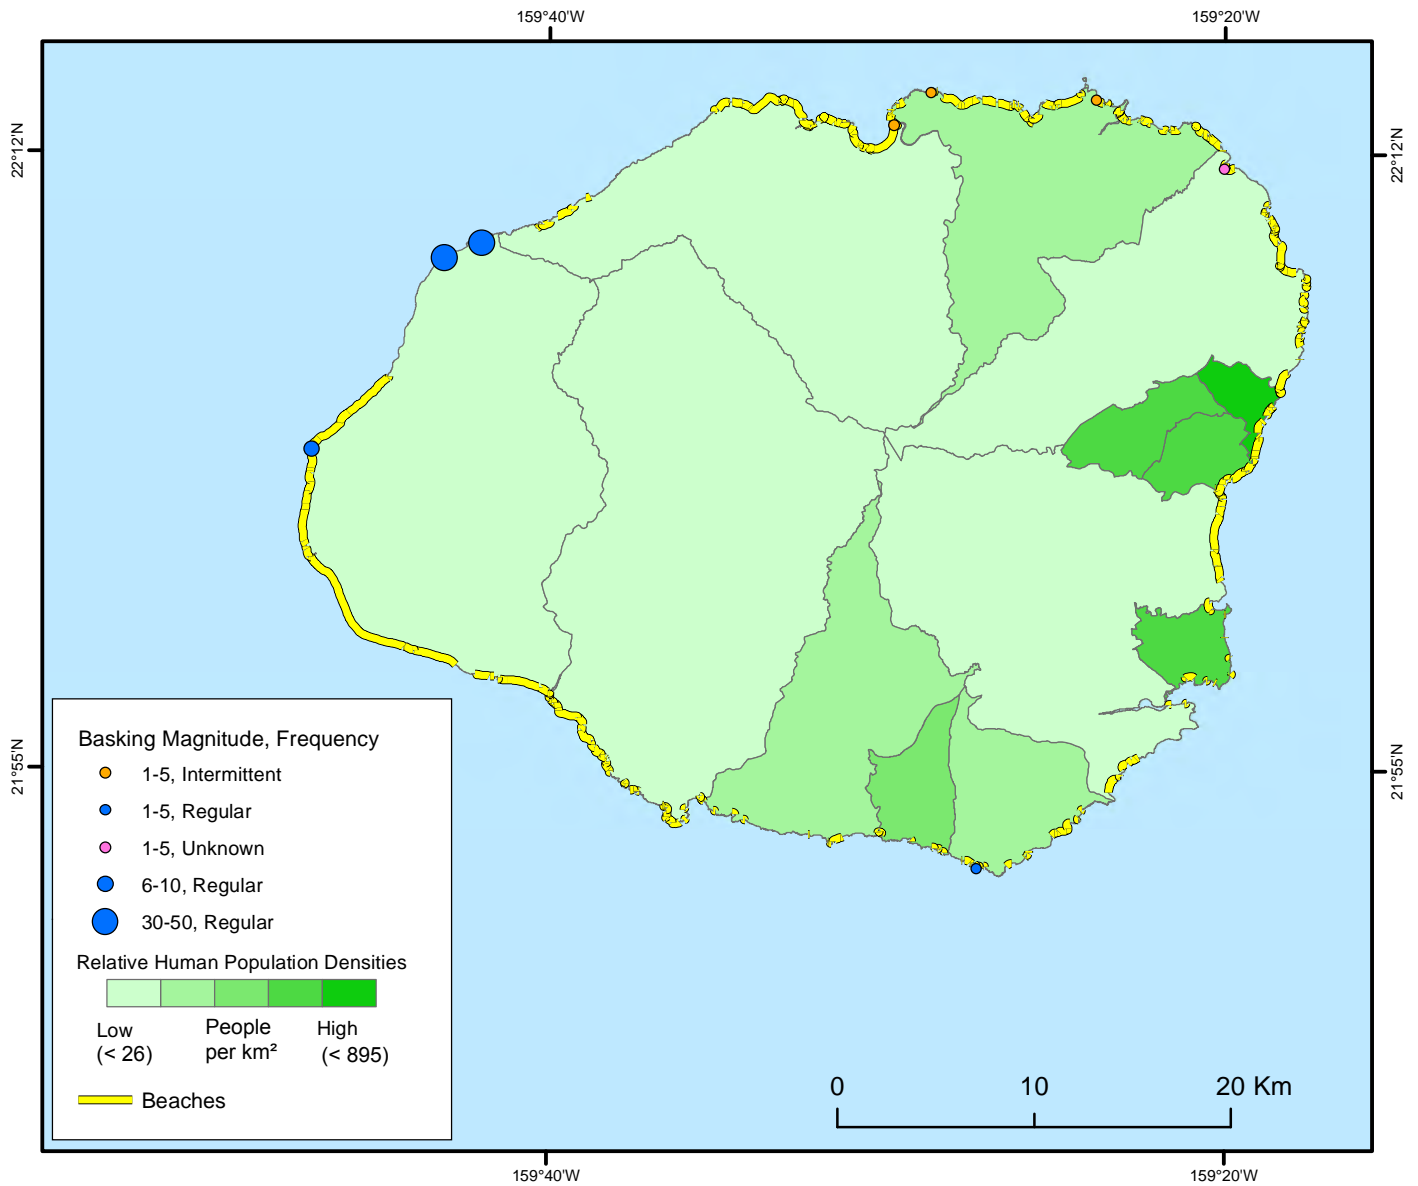 159°40'W
159°20'W
22°12'N
22°12'N
21°55'N
21°55'N
Basking Magnitude, Frequency
1-5, Intermittent
1-5, Regular
1-5, Unknown
6-10, Regular
30-50, Regular
Relative Human Population Densities
Low
(< 26)
People
per km²
High
(< 895)
Beaches
0
10
20 Km
159°40'W
159°20'W